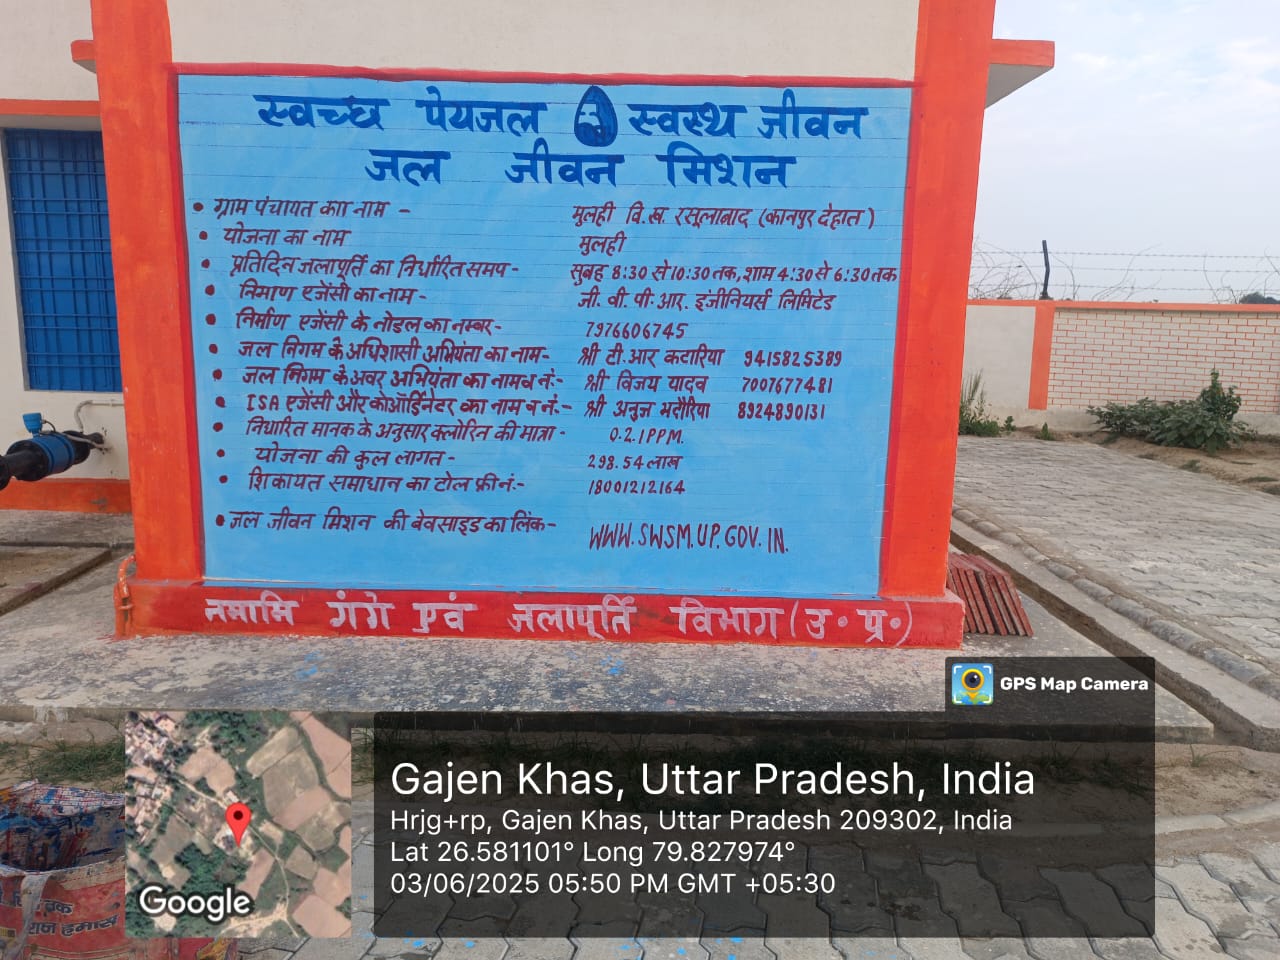 स्वच्छ पेयजल स्वस्थ जीवन
जल जीवन मिशन
• ग्राम पंचायत का नाम - मुलही वि.ख. रसूलाबाद (कानपुर देहात)
• योजना का नाम मुलही
• प्रतिदिन जलापूर्ति का निर्धारित समय - सुबह 8:30 से 10:30 तक, शाम 4:30 से 6:30 तक
• निमाण एजेंसी का नाम - जी. वी. पी. आर. इंजीनियर्स लिमिटेड
• निर्माण एजेंसी के नोडल का नम्बर- 7976606745
• जल निगम के अधिशासी अभियंता का नाम- श्री टी.आर कटारिया 9415825389
• जल निगम के अवर अभियंता का नाम व नं:- श्री विजय यादव 7007677481
• ISA एजेंसी और कोऑर्डिनेटर का नाम व नं:- श्री अनुज भदौरिया 8924890131
• निर्धारित मानक के अनुसार क्लोरिन की मात्रा - 0.2.1PPM.
• योजना की कुल लागत - 298.54 लाख
• शिकायत समाधान का टोल फ्री नं:- 18001212164
• जल जीवन मिशन की बेवसाइड का लिंक- WWW.SWSM.UP.GOV.IN.
नमामि गंगे एवं जलापूर्ति विभाग (उ॰ प्र॰)
GPS Map Camera
Gajen Khas, Uttar Pradesh, India
Hrjg+rp, Gajen Khas, Uttar Pradesh 209302, India
Lat 26.581101° Long 79.827974°
03/06/2025 05:50 PM GMT +05:30
Google